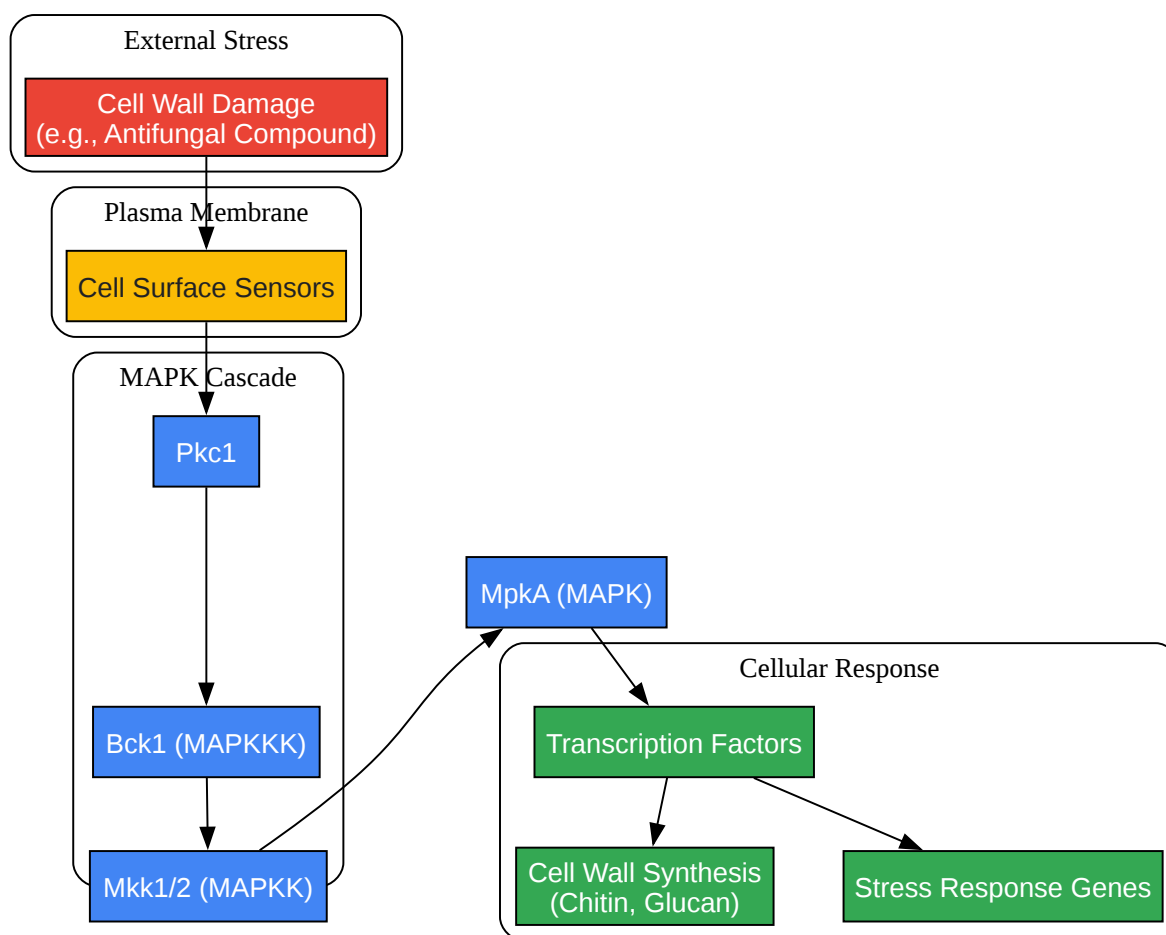 External Stress
Cell Wall Damage
(e.g., Antifungal Compound)
Plasma Membrane
Cell Surface Sensors
MAPK Cascade
Pkc1
MpkA (MAPK)
Cellular Response
Bck1 (MAPKKK)
Transcription Factors
Mkk1/2 (MAPKK)
Cell Wall Synthesis
(Chitin, Glucan)
Stress Response Genes